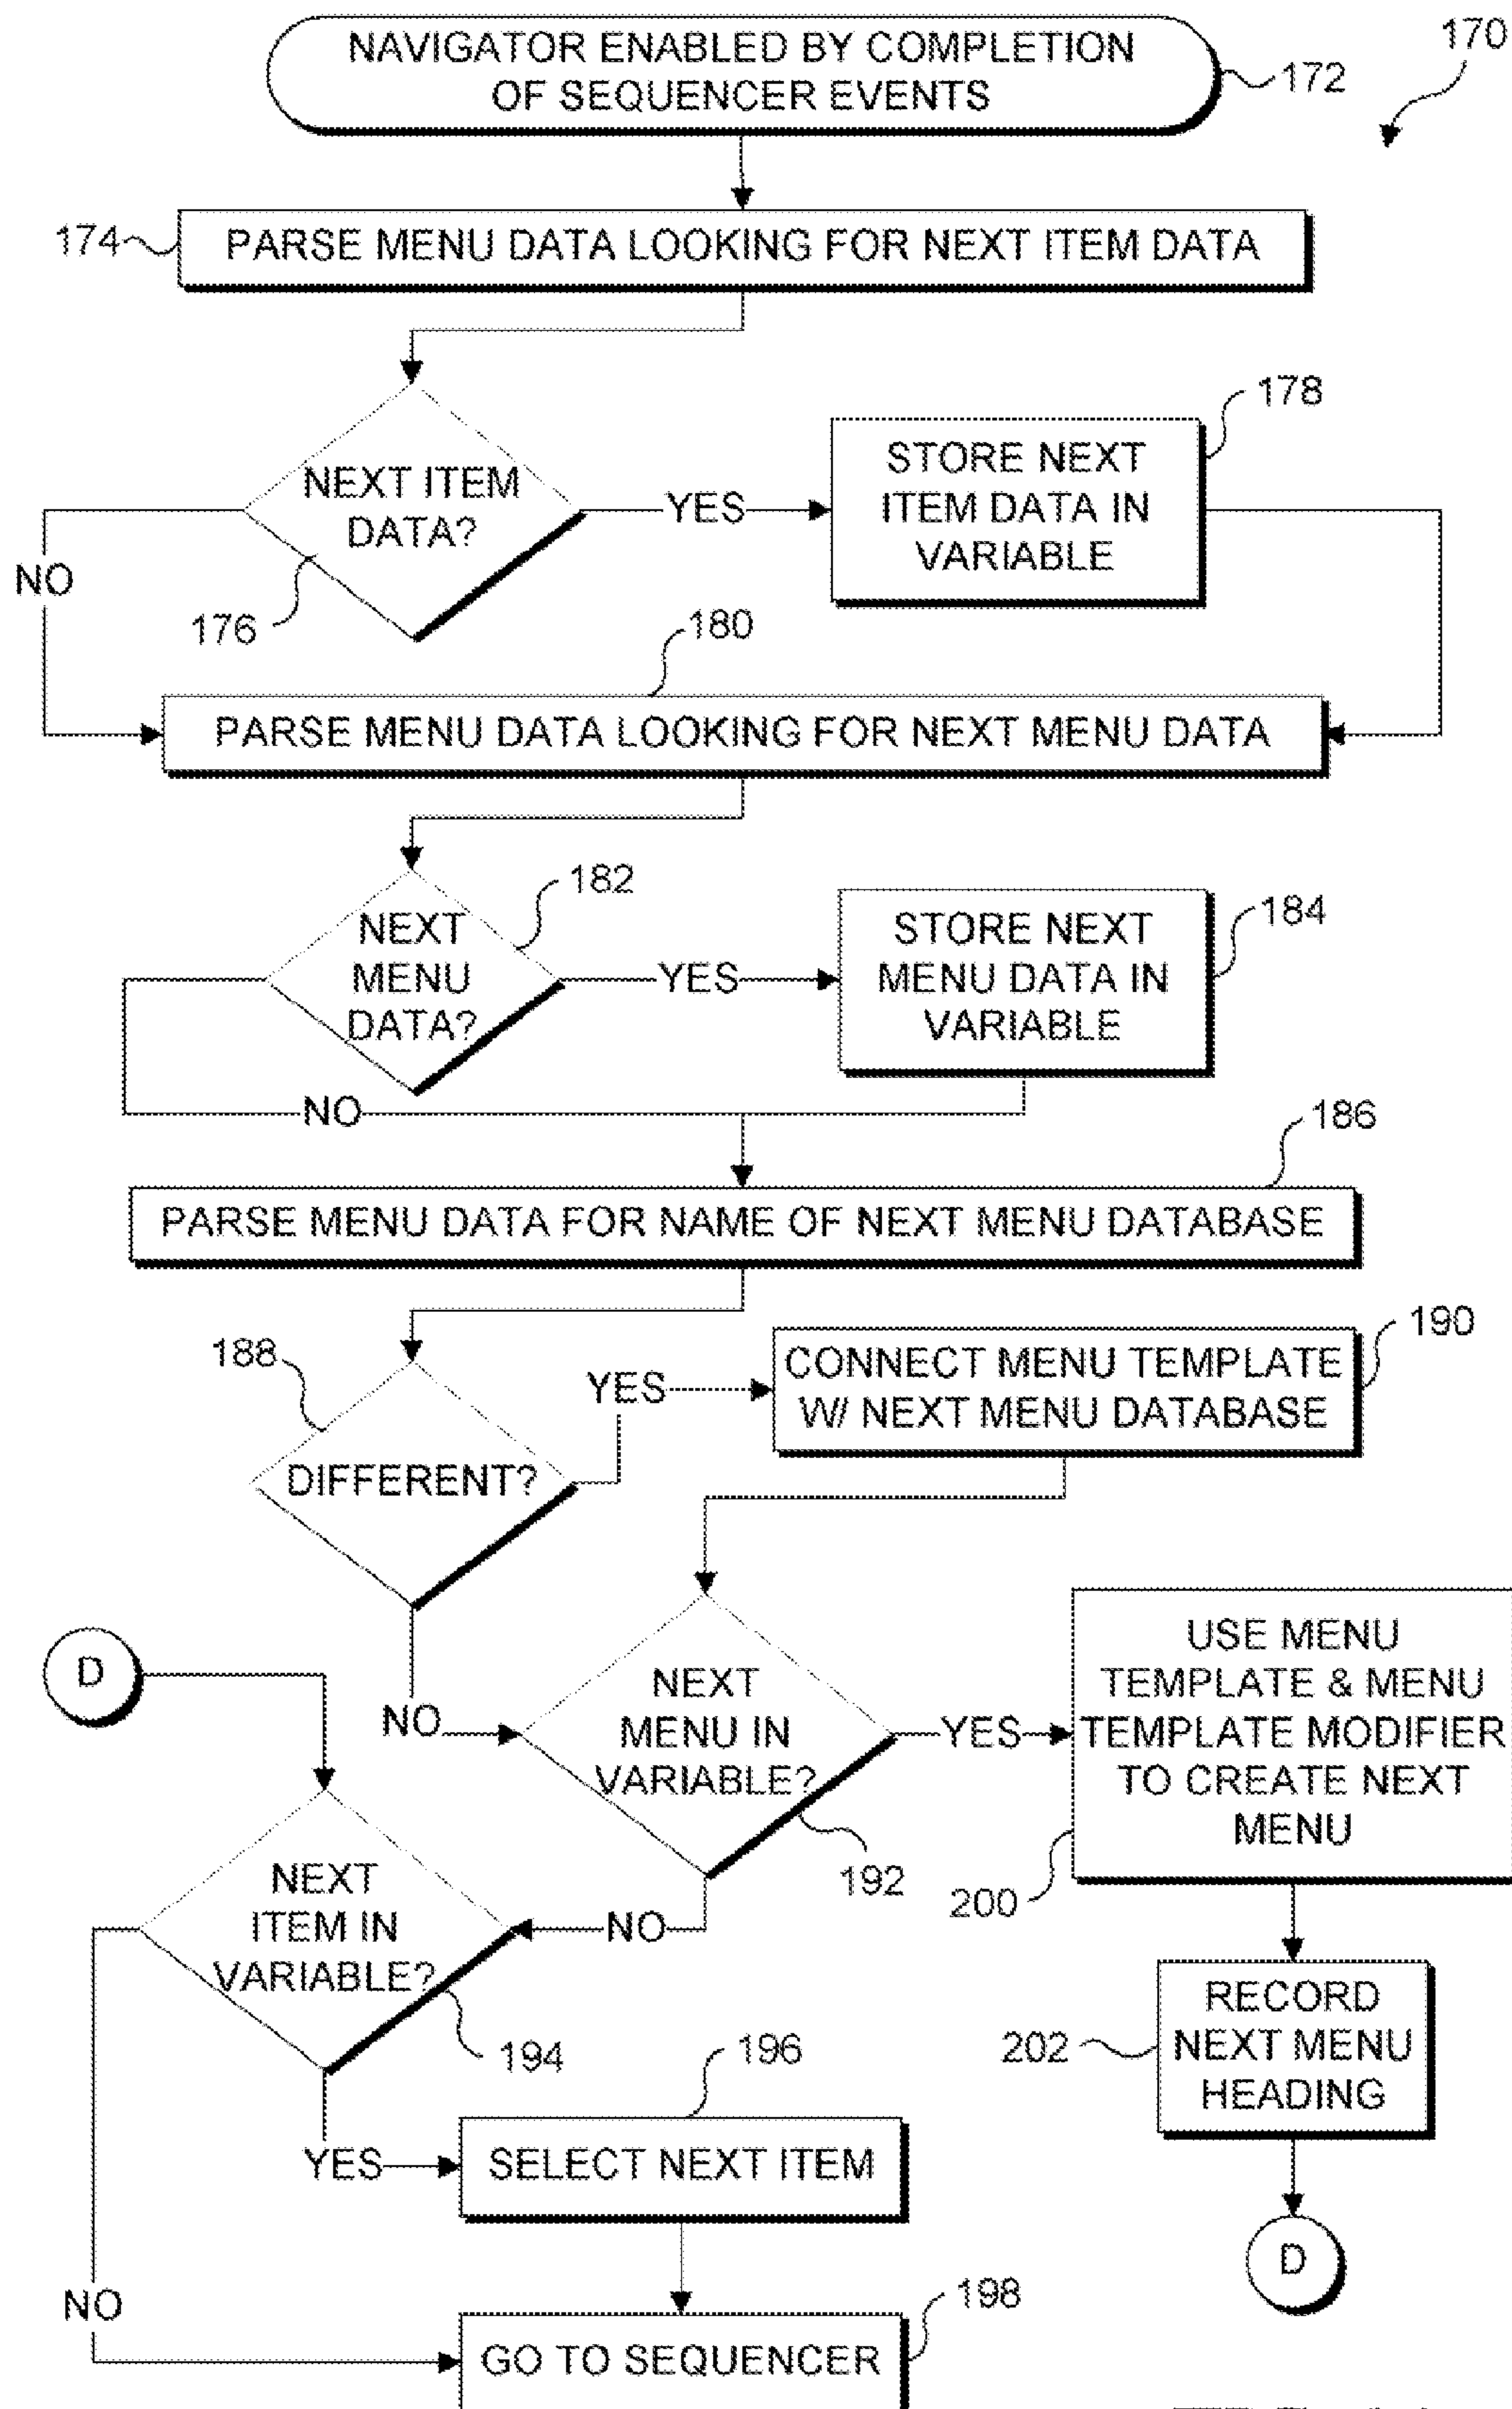 NAVIGATOR ENABLED BY COMPLETION
OF SEQUENCER EVENTS
172
170
174
PARSE MENU DATA LOOKING FOR NEXT ITEM DATA
178
NEXT ITEM
DATA?
YES
STORE NEXT
ITEM DATA IN
VARIABLE
NO
176
180
PARSE MENU DATA LOOKING FOR NEXT MENU DATA
182
NEXT
MENU
DATA?
YES
STORE NEXT
MENU DATA IN
VARIABLE
184
NO
186
PARSE MENU DATA FOR NAME OF NEXT MENU DATABASE
188
DIFFERENT?
YES
CONNECT MENU TEMPLATE
W/ NEXT MENU DATABASE
190
D
NO
NEXT
MENU IN
VARIABLE?
YES
192
USE MENU
TEMPLATE & MENU
TEMPLATE MODIFIER
TO CREATE NEXT
MENU
200
NEXT
ITEM IN
VARIABLE?
NO
194
RECORD
NEXT MENU
HEADING
202
196
YES
SELECT NEXT ITEM
D
NO
198
GO TO SEQUENCER